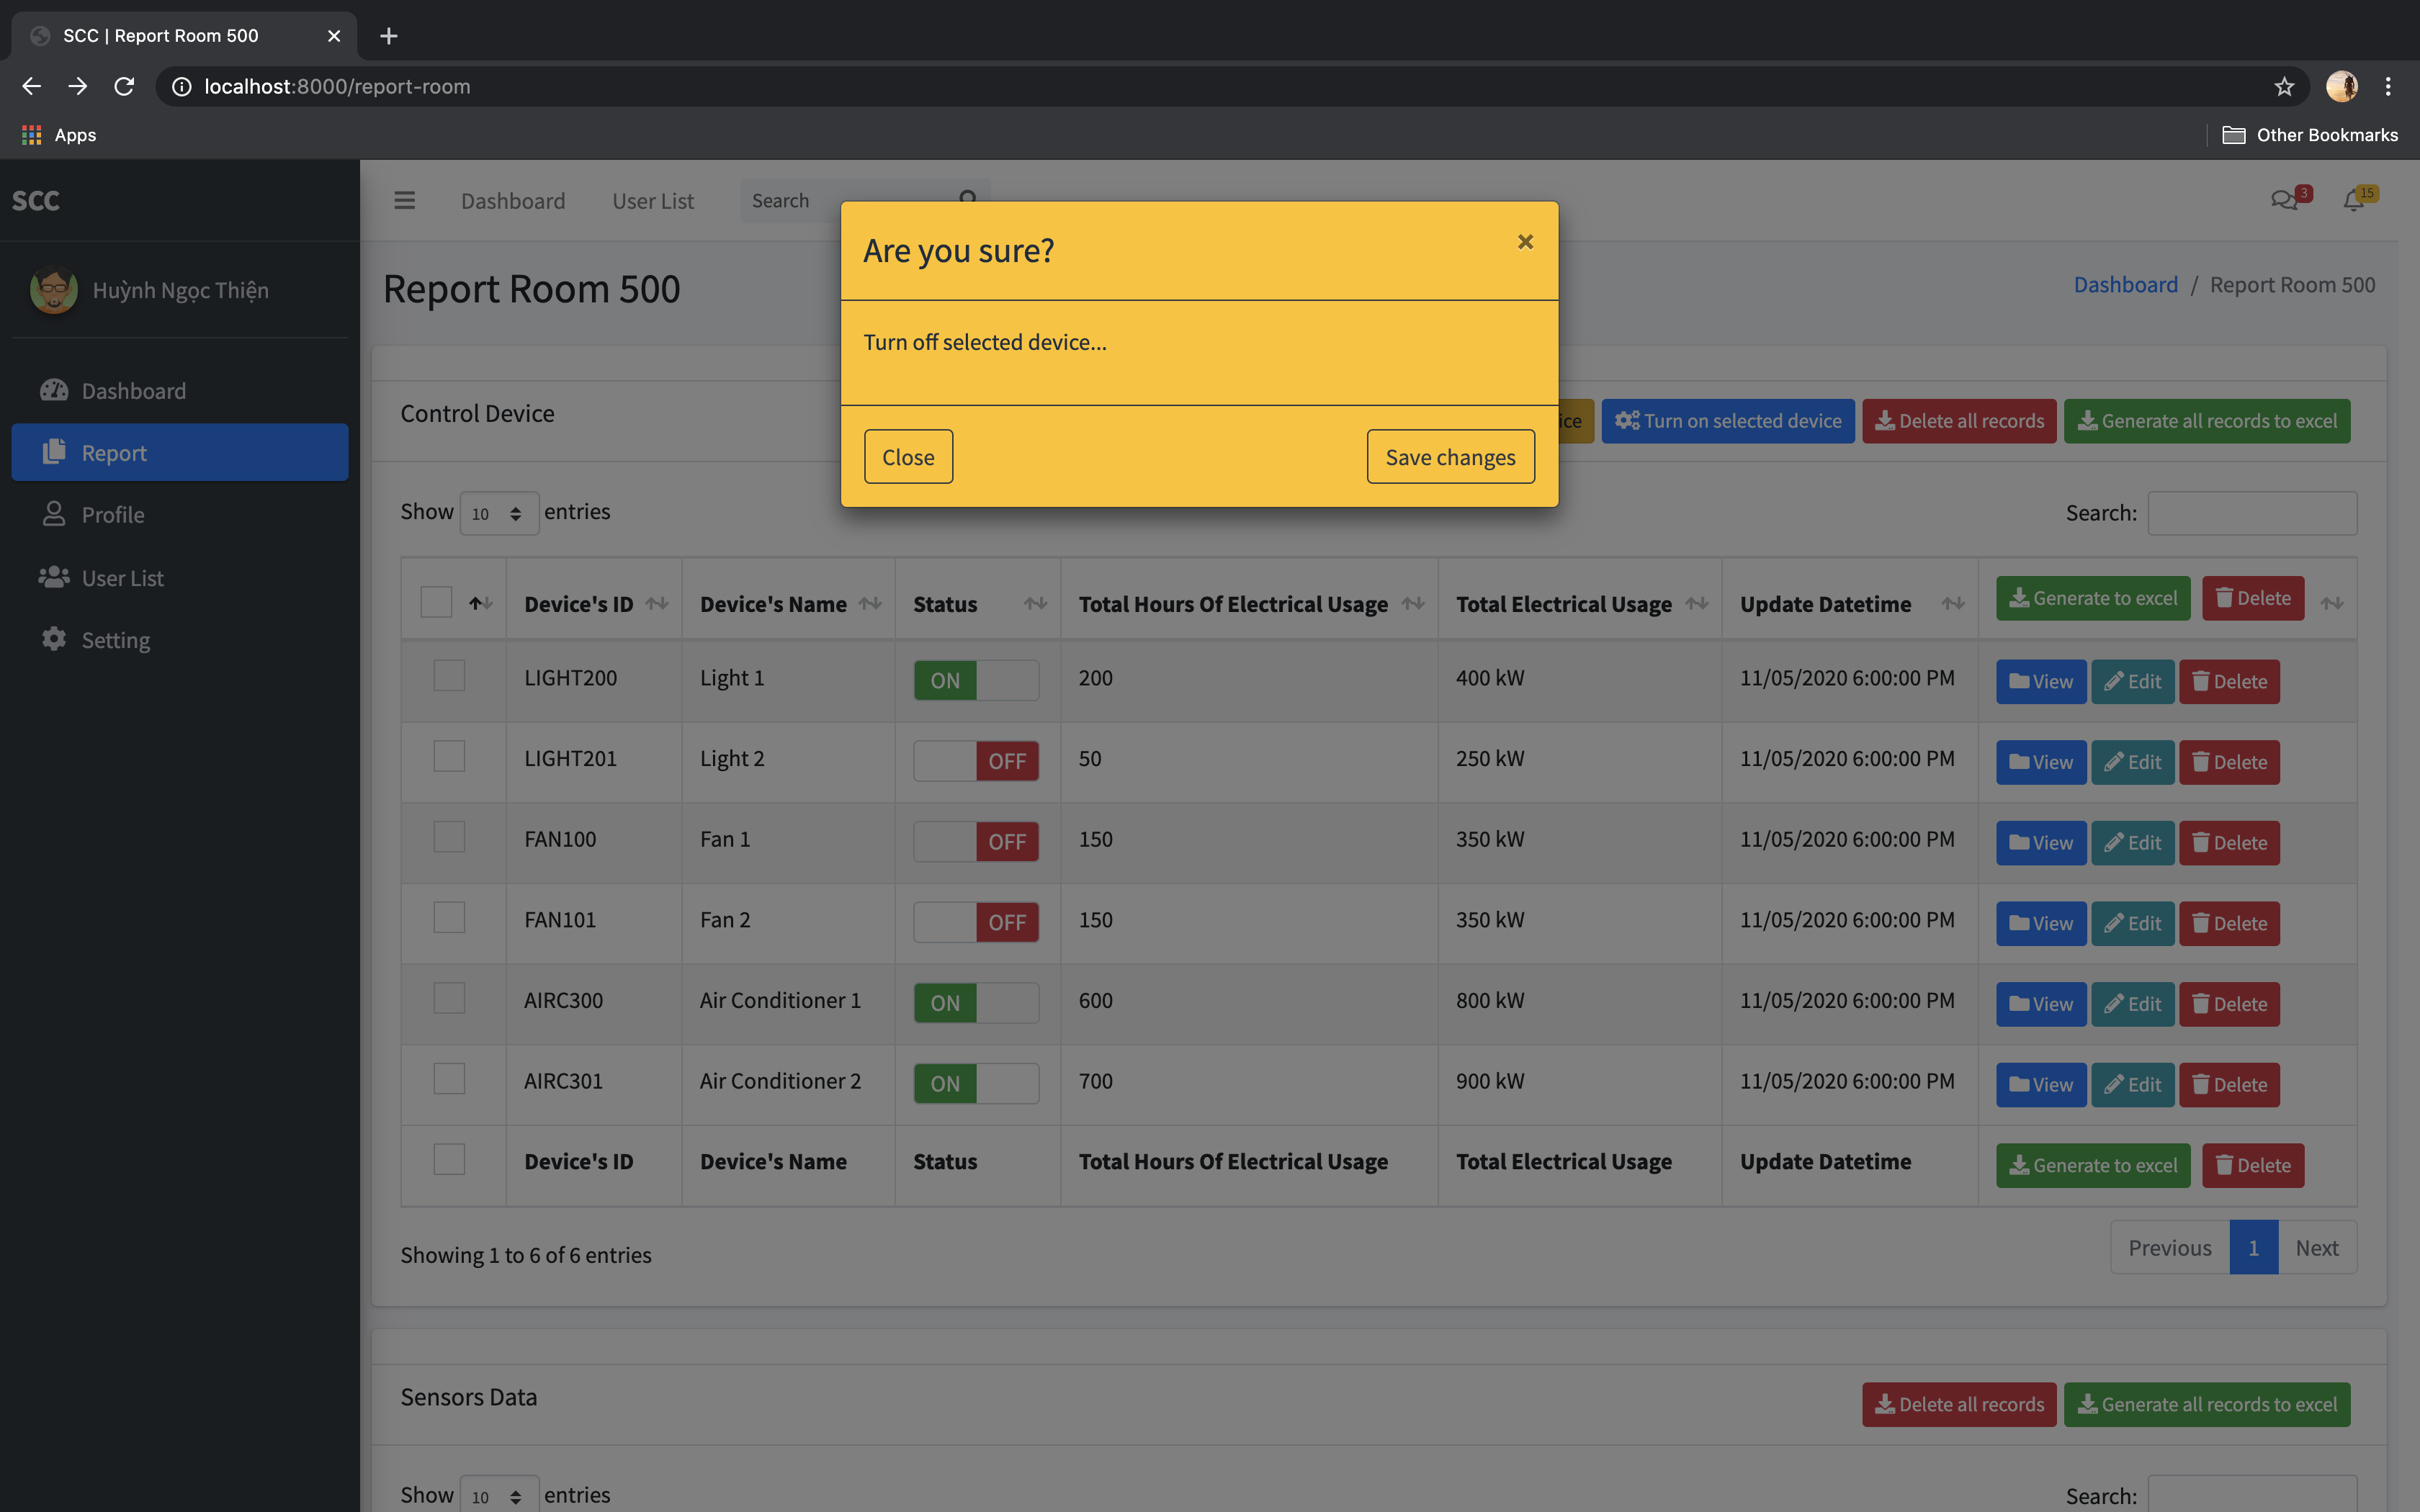 SCC | Report Room 500
localhost:8000/report-room
Apps
Other Bookmarks
SCC
Dashboard User List Search
3 15
Huỳnh Ngọc Thiện
Report Room 500
Dashboard / Report Room 500
Are you sure?
Turn off selected device...
Close Save changes
Dashboard
Report
Profile
User List
Setting
Control Device
Turn on selected device Delete all records Generate all records to excel
Show 10 entries
Search:
Device's ID Device's Name Status Total Hours Of Electrical Usage Total Electrical Usage Update Datetime Generate to excel Delete
LIGHT200 Light 1 ON 200 400 kW 11/05/2020 6:00:00 PM View Edit Delete
LIGHT201 Light 2 OFF 50 250 kW 11/05/2020 6:00:00 PM View Edit Delete
FAN100 Fan 1 OFF 150 350 kW 11/05/2020 6:00:00 PM View Edit Delete
FAN101 Fan 2 OFF 150 350 kW 11/05/2020 6:00:00 PM View Edit Delete
AIRC300 Air Conditioner 1 ON 600 800 kW 11/05/2020 6:00:00 PM View Edit Delete
AIRC301 Air Conditioner 2 ON 700 900 kW 11/05/2020 6:00:00 PM View Edit Delete
Device's ID Device's Name Status Total Hours Of Electrical Usage Total Electrical Usage Update Datetime Generate to excel Delete
Showing 1 to 6 of 6 entries
Previous 1 Next
Sensors Data
Delete all records Generate all records to excel
Show 10 entries
Search: